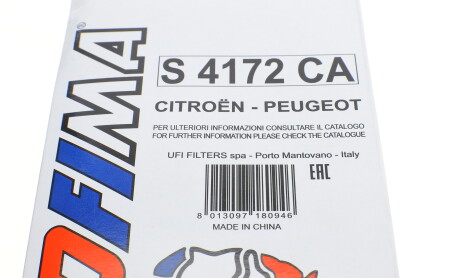 OFIMA®
S 4172 CA
CITROËN - PEUGEOT
PER ULTERIORI INFORMAZIONI CONSULTARE IL CATALOGO
FOR FURTHER INFORMATION PLEASE CHECK THE CATALOGUE
UFI FILTERS spa - Porto Mantovano - Italy
EAC
8 013097 180946
MADE IN CHINA